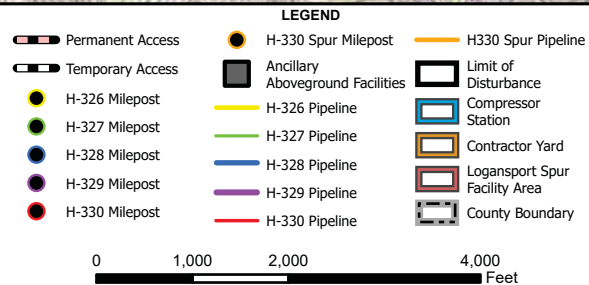 LEGEND
Permanent Access
Temporary Access
H-326 Milepost
H-327 Milepost
H-328 Milepost
H-329 Milepost
H-330 Milepost
H-330 Spur Milepost
Ancillary
Aboveground Facilities
H-326 Pipeline
H-327 Pipeline
H-328 Pipeline
H-329 Pipeline
H-330 Pipeline
H330 Spur Pipeline
Limit of
Disturbance
Compressor
Station
Contractor Yard
Logansport Spur
Facility Area
County Boundary
0 1,000 2,000 4,000
Feet